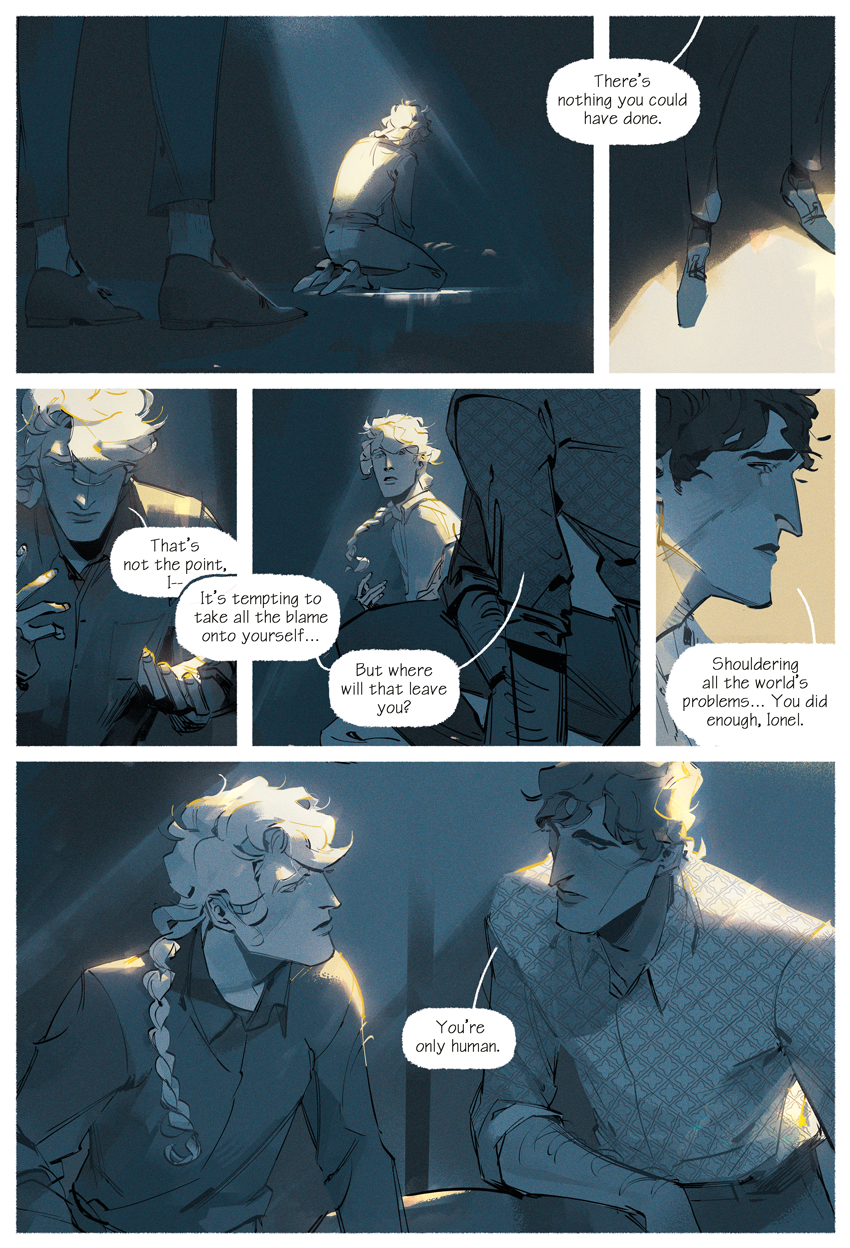 There's
nothing you could
have done.
That's
not the point,
I--
It's tempting to
take all the blame
onto yourself...
But where
will that leave
you?
Shouldering
all the world's
problems... You did
enough, Ionel.
You're
only human.